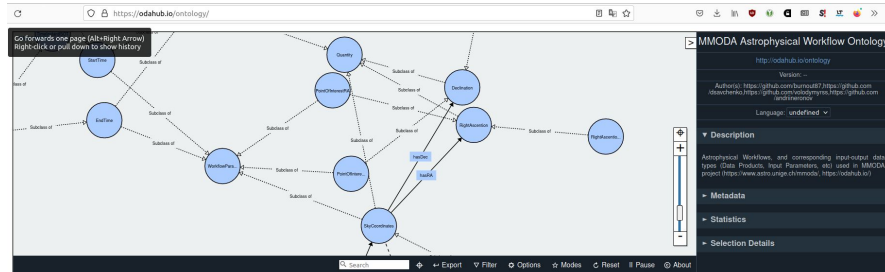 https://odahub.io/ontology/
Go forwards one page (Alt+Right Arrow)
Right-click or pull down to show history
StartTime
Subclass of
Quantity
Subclass of
Subclass of
PointOfInterestRA
Declination
Subclass of
EndTime
Subclass of
Subclass of
Subclass of
Subclass of
RightAscention
Subclass of
RightAscentio...
WorkflowPara...
Subclass of
hasDec
PointOfIntere...
hasRA
Subclass of
SkyCoordinates
>
+
-
MMODA Astrophysical Workflow Ontology
http://odahub.io/ontology
Version: --
Author(s): https://github.com/burnout87,https://github.com
/dsavchenko,https://github.com/volodymyrss,https://github.com
/andriineronov
Language: undefined
Description
Astrophysical Workflows, and corresponding input-output data
types (Data Products, Input Parameters, etc) used in MMODA
project (https://www.astro.unige.ch/mmoda/, https://odahub.io/)
Metadata
Statistics
Selection Details
Search
Export
Filter
Options
Modes
Reset
Pause
About